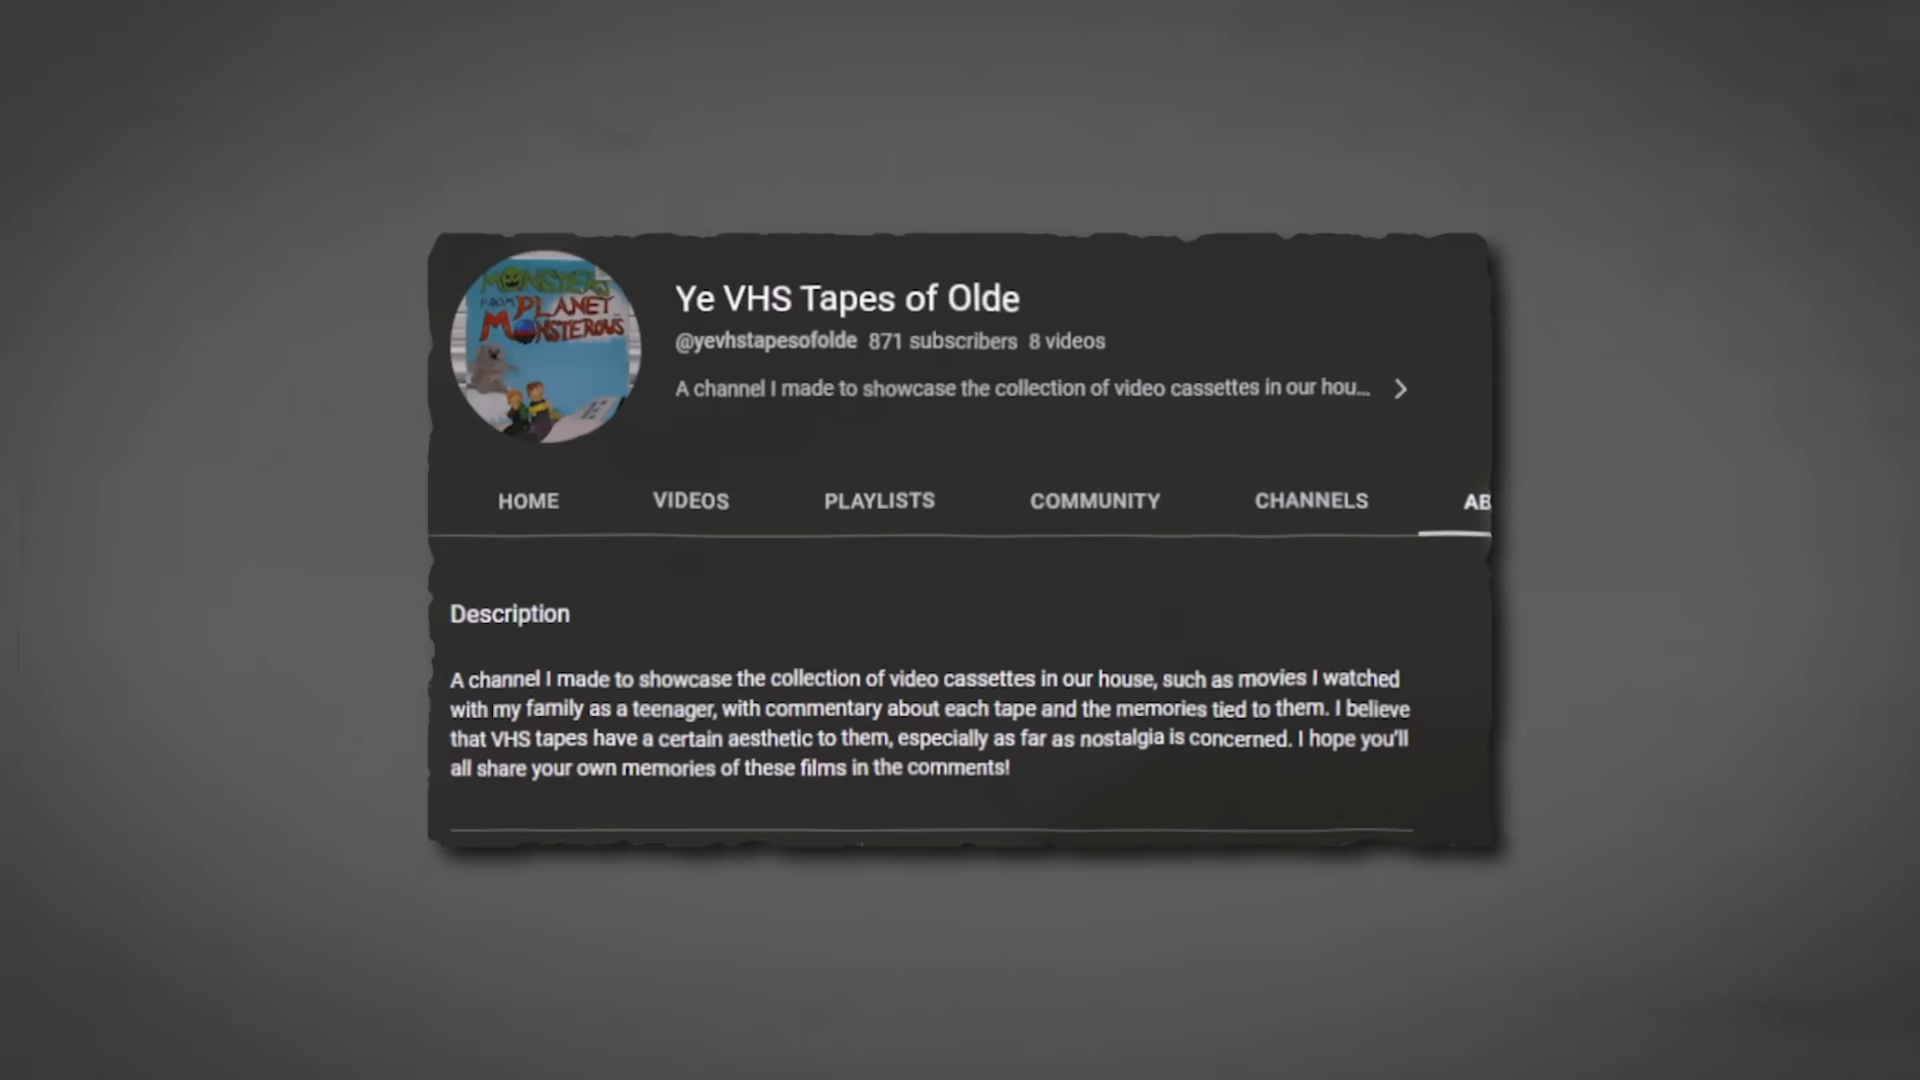 MONSTERS
FROM PLANET
MONSTEROUS
Ye VHS Tapes of Olde
@yevhstapesofolde 871 subscribers 8 videos
A channel I made to showcase the collection of video cassettes in our hou...
HOME VIDEOS PLAYLISTS COMMUNITY CHANNELS AB
Description
A channel I made to showcase the collection of video cassettes in our house, such as movies I watched
with my family as a teenager, with commentary about each tape and the memories tied to them. I believe
that VHS tapes have a certain aesthetic to them, especially as far as nostalgia is concerned. I hope you'll
all share your own memories of these films in the comments!